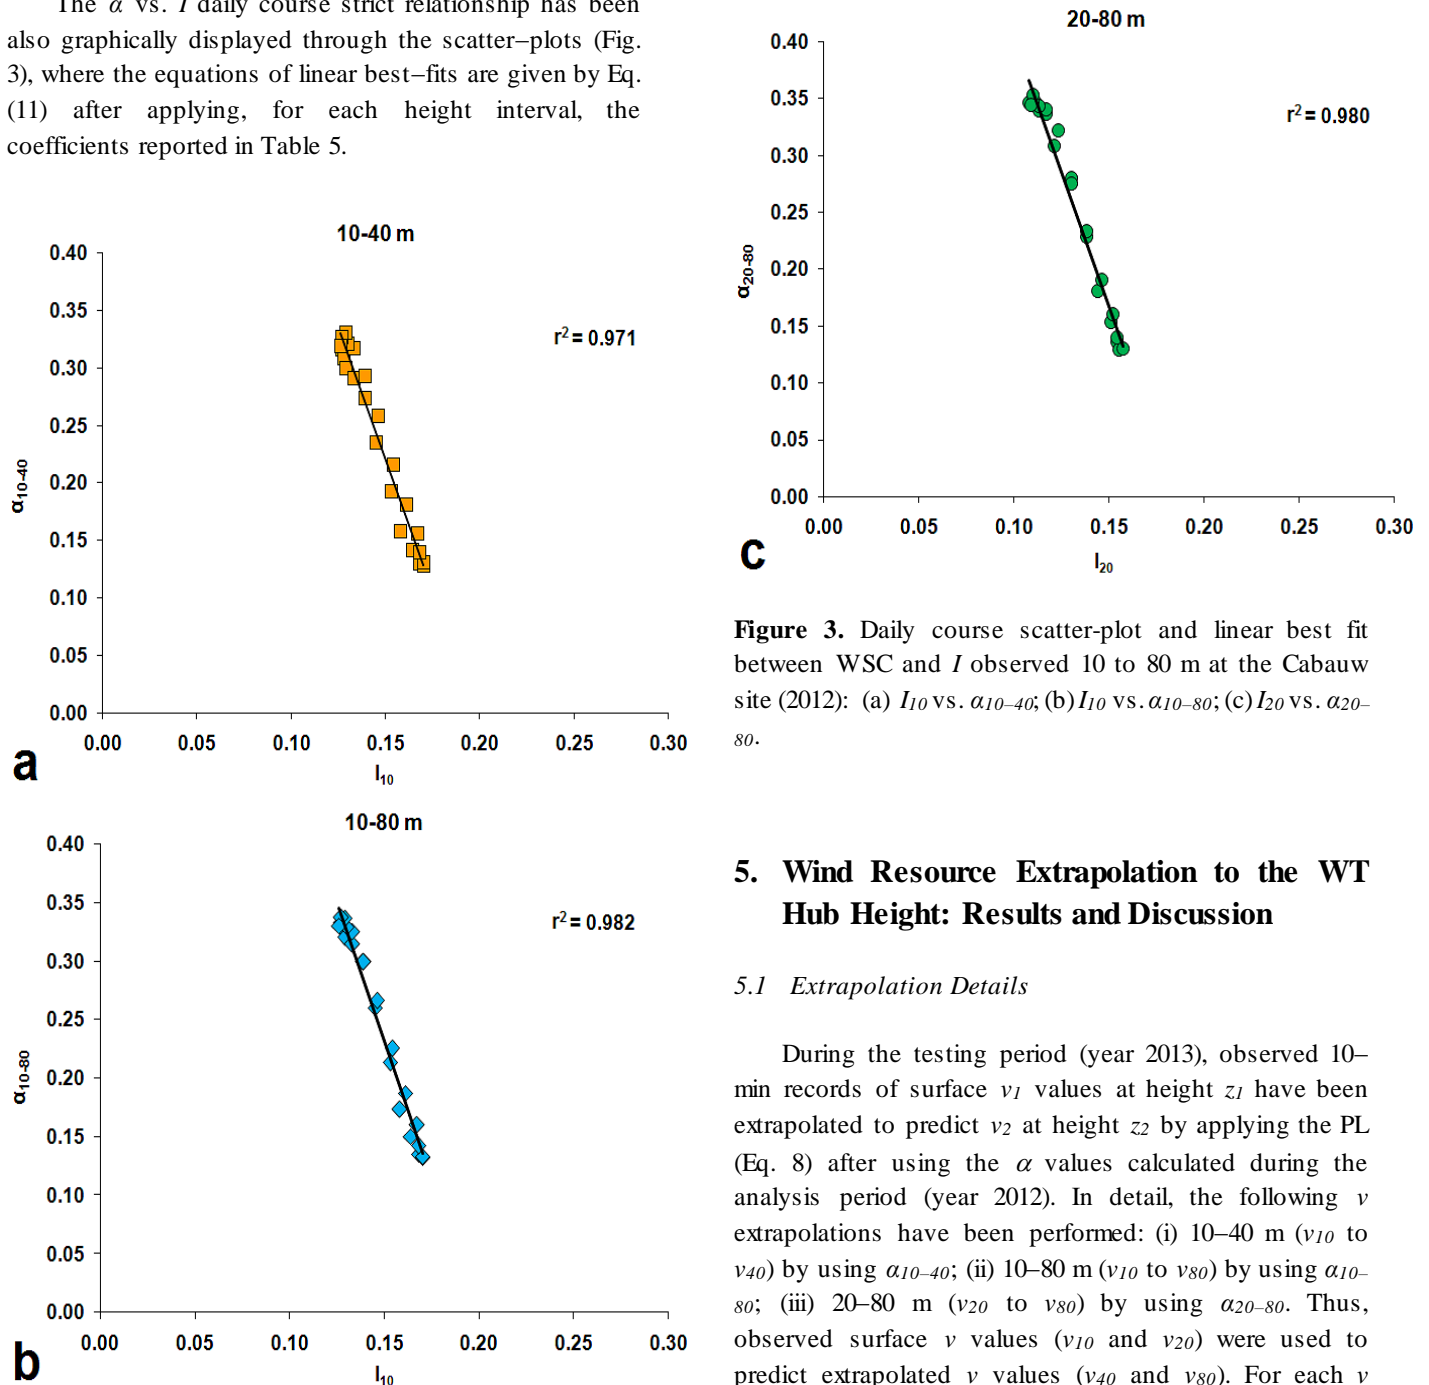 The α vs. I daily course strict relationship has been
also graphically displayed through the scatter–plots (Fig.
3), where the equations of linear best–fits are given by Eq.
(11) after applying, for each height interval, the
coefficients reported in Table 5.
10-40 m
0.40
0.35
0.30
0.25
0.20
0.15
0.10
0.05
0.00
α10-40
r2 = 0.971
0.00 0.05 0.10 0.15 0.20 0.25 0.30
I10
a
10-80 m
0.40
0.35
0.30
0.25
0.20
0.15
0.10
0.05
0.00
α10-80
r2 = 0.982
0.00 0.05 0.10 0.15 0.20 0.25 0.30
I10
b
20-80 m
0.40
0.35
0.30
0.25
0.20
0.15
0.10
0.05
0.00
α20-80
r2 = 0.980
0.00 0.05 0.10 0.15 0.20 0.25 0.30
I20
c
Figure 3. Daily course scatter-plot and linear best fit
between WSC and I observed 10 to 80 m at the Cabauw
site (2012): (a) I10 vs. α10–40; (b) I10 vs. α10–80; (c) I20 vs. α20–
80.
5. Wind Resource Extrapolation to the WT
Hub Height: Results and Discussion
5.1 Extrapolation Details
During the testing period (year 2013), observed 10–
min records of surface v1 values at height z1 have been
extrapolated to predict v2 at height z2 by applying the PL
(Eq. 8) after using the α values calculated during the
analysis period (year 2012). In detail, the following v
extrapolations have been performed: (i) 10–40 m (v10 to
v40) by using α10–40; (ii) 10–80 m (v10 to v80) by using α10–
80; (iii) 20–80 m (v20 to v80) by using α20–80. Thus,
observed surface v values (v10 and v20) were used to
predict extrapolated v values (v40 and v80). For each v